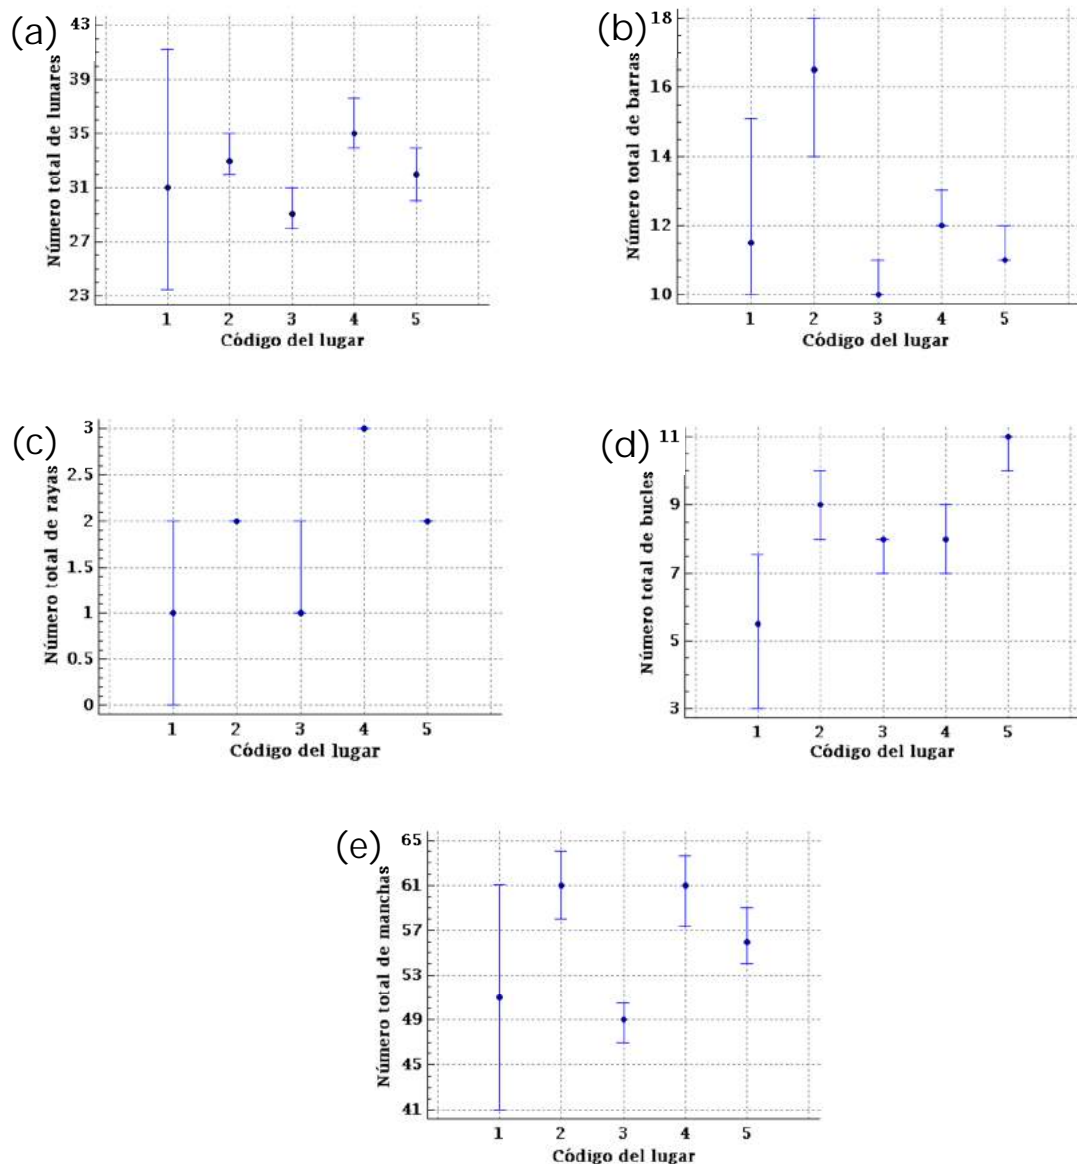 (a)
Número total de lunares
43
39
35
31
27
23
1 2 3 4 5
Código del lugar
(b)
Número total de barras
18
16
14
12
10
1 2 3 4 5
Código del lugar
(c)
Número total de rayas
3
2.5
2
1.5
1
0.5
0
1 2 3 4 5
Código del lugar
(d)
Número total de bucles
11
9
7
5
3
1 2 3 4 5
Código del lugar
(e)
Número total de manchas
65
61
57
53
49
45
41
1 2 3 4 5
Código del lugar